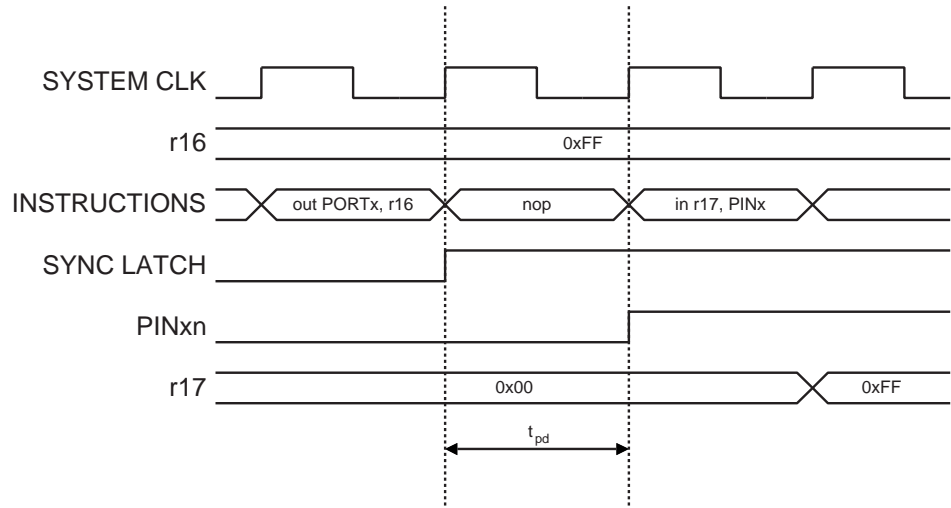 SYSTEM CLK
r16
0xFF
INSTRUCTIONS
out PORTx, r16
nop
in r17, PINx
SYNC LATCH
PINxn
r17
0x00
0xFF
tpd